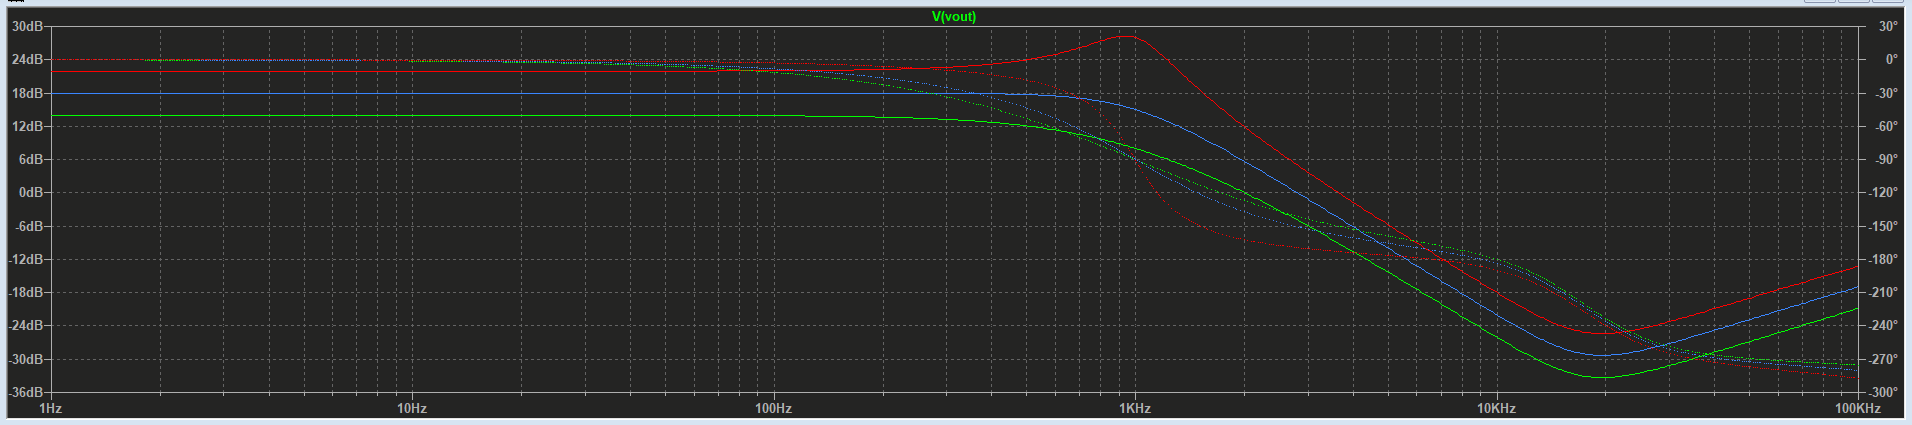 V(vout)
30dB 30°
24dB 0°
18dB -30°
12dB -60°
6dB -90°
0dB -120°
-6dB -150°
-12dB -180°
-18dB -210°
-24dB -240°
-30dB -270°
-36dB -300°
1Hz 10Hz 100Hz 1KHz 10KHz 100KHz